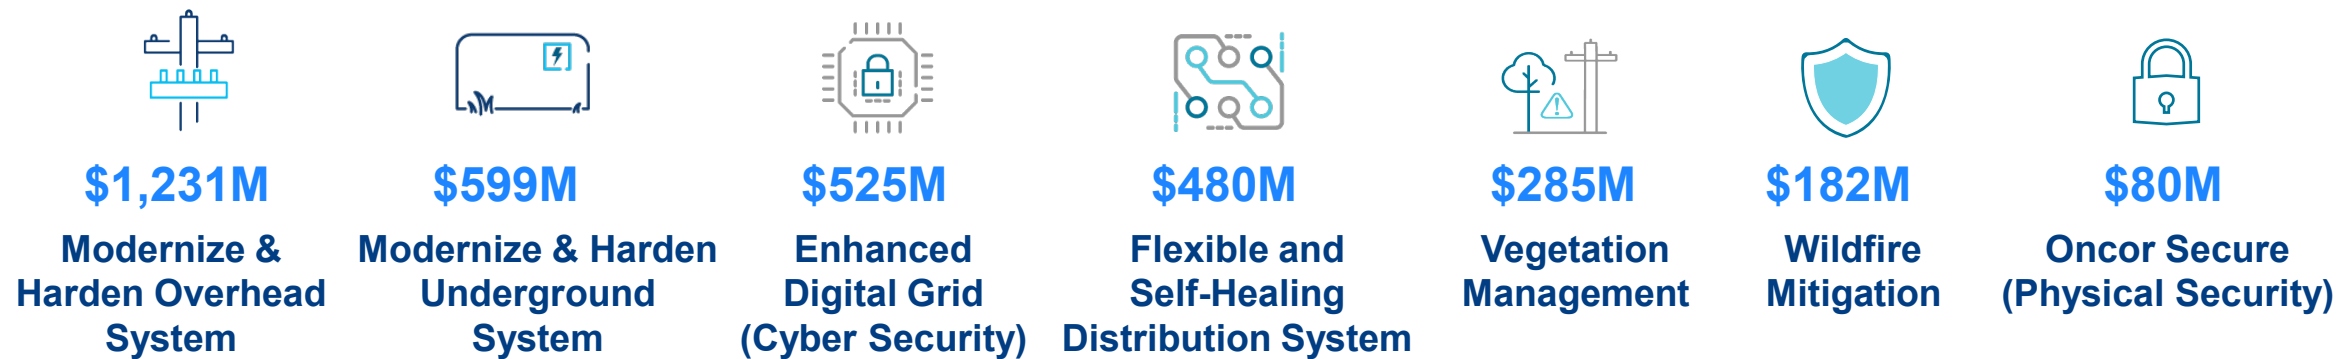 $1,231M
Modernize &
Harden Overhead
System
$599M
Modernize & Harden
Underground
System
$525M
Enhanced
Digital Grid
(Cyber Security)
$480M
Flexible and
Self-Healing
Distribution System
$285M
Vegetation
Management
$182M
Wildfire
Mitigation
$80M
Oncor Secure
(Physical Security)